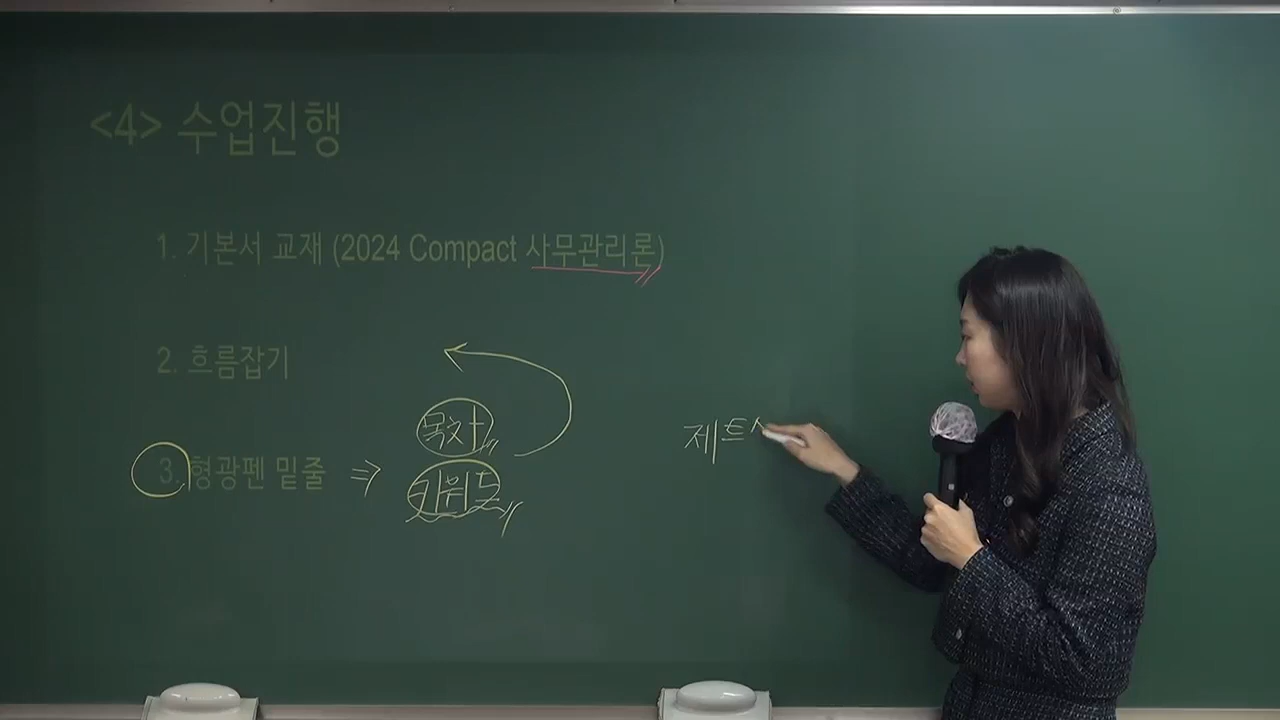 <4> 수업진행
1. 기본서 교재 (2024 Compact 사무관리론)
2. 흐름잡기
목차
3. 형광펜 밑줄 ⇒
키워드
제트ㅅ